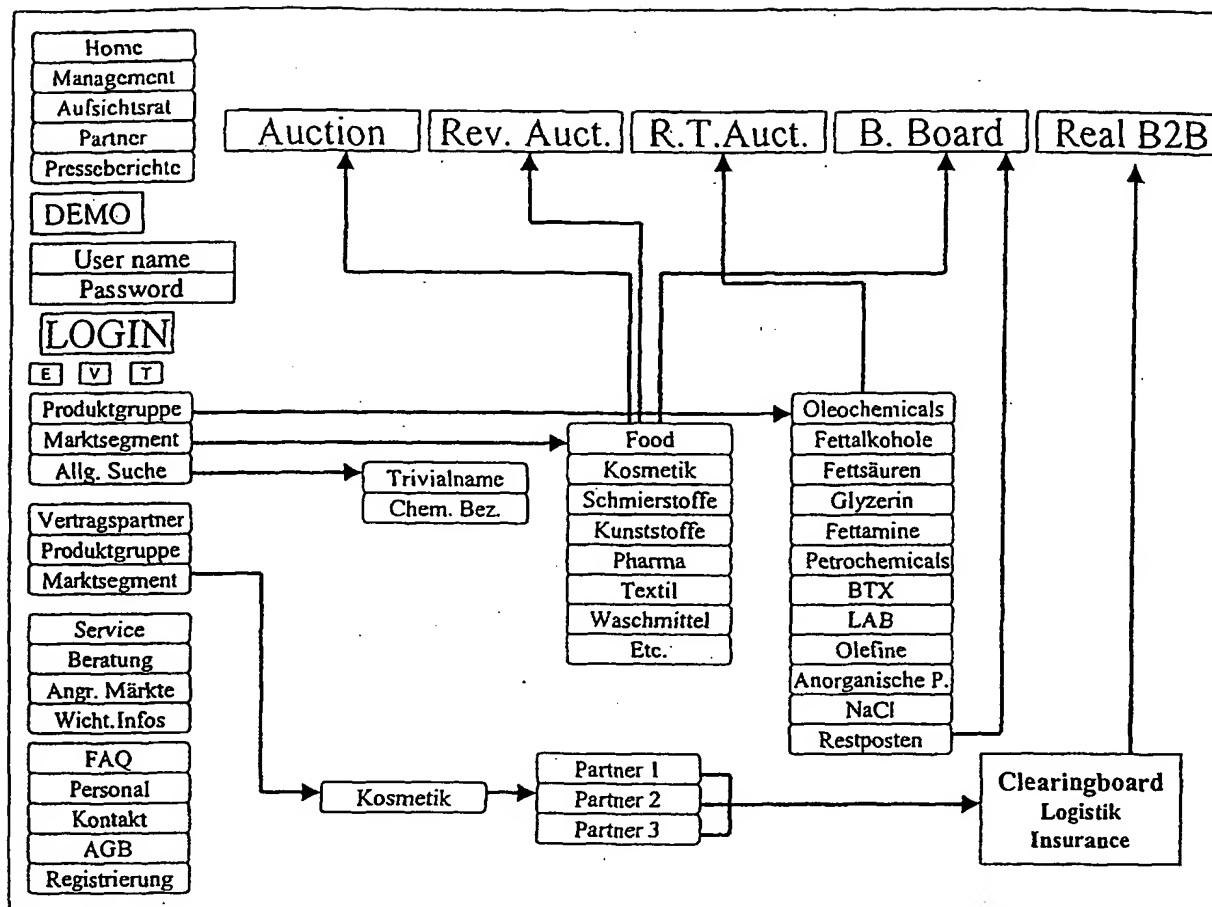 Home
Management
Aufsichtsrat
Partner
Presseberichte
Auction
Rev. Auct.
R.T.Auct.
B. Board
Real B2B
DEMO
User name
Password
LOGIN
E V T
Produktgruppe
Marktsegment
Allg. Suche
Trivialname
Chem. Bez.
Food
Kosmetik
Schmierstoffe
Kunststoffe
Pharma
Textil
Waschmittel
Etc.
Oleochemicals
Fettalkohole
Fettsäuren
Glyzerin
Fettamine
Petrochemicals
BTX
LAB
Olefine
Anorganische P.
NaCl
Restposten
Vertragspartner
Produktgruppe
Marktsegment
Service
Beratung
Angr. Märkte
Wicht.Infos
FAQ
Personal
Kontakt
AGB
Registrierung
Kosmetik
Partner 1
Partner 2
Partner 3
Clearingboard
Logistik
Insurance